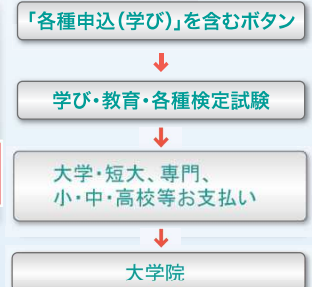 「各種申込(学び)」を含むボタン
学び・教育・各種検定試験
大学・短大、専門、
小・中・高校等お支払い
大学院